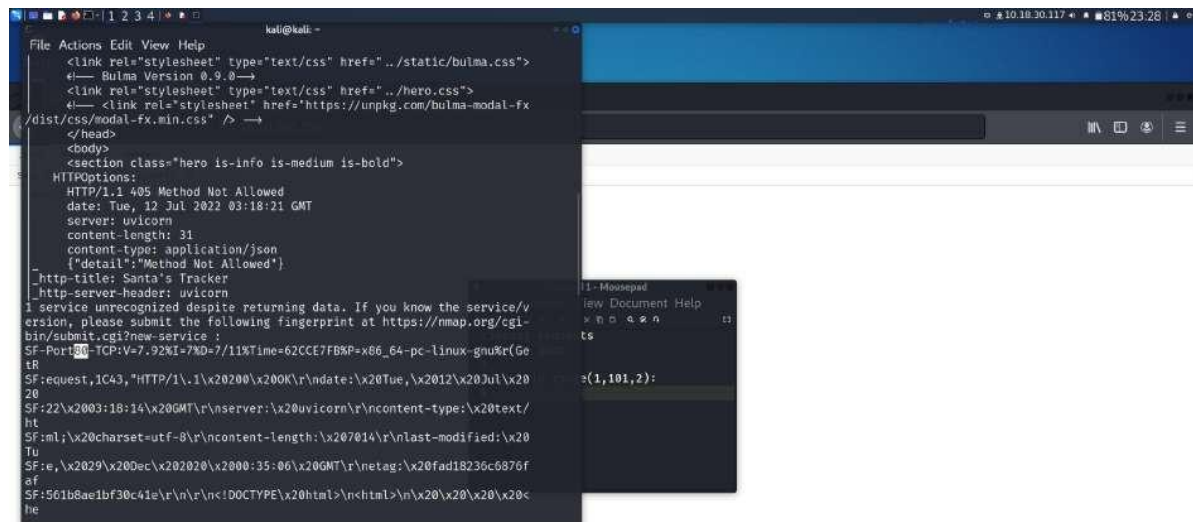 1 2 3 4
10.18.30.117
81% 23:28
kali@kali: ~
File Actions Edit View Help
<link rel="stylesheet" type="text/css" href="../static/bulma.css">
<!-- Bulma Version 0.9.0-->
<link rel="stylesheet" type="text/css" href="../hero.css">
<!-- <link rel="stylesheet" href="https://unpkg.com/bulma-modal-fx
/dist/css/modal-fx.min.css" /> -->
</head>
<body>
<section class="hero is-info is-medium is-bold">
HTTPOptions:
HTTP/1.1 405 Method Not Allowed
date: Tue, 12 Jul 2022 03:18:21 GMT
server: uvicorn
content-length: 31
content-type: application/json
{"detail":"Method Not Allowed"}
_http-title: Santa's Tracker
|_http-server-header: uvicorn
1 service unrecognized despite returning data. If you know the service/v
ersion, please submit the following fingerprint at https://nmap.org/cgi-
bin/submit.cgi?new-service :
SF-Port80-TCP:V=7.92%I=7%D=7/11%Time=62CCE7FB%P=x86_64-pc-linux-gnu%r(Ge
tR
SF:equest,1C43,"HTTP/1\.1\x20200\x20OK\r\ndate:\x20Tue,\x2012\x20Jul\x20
20
SF:22\x2003:18:14\x20GMT\r\nserver:\x20uvicorn\r\ncontent-type:\x20text/
ht
SF:ml;\x20charset=utf-8\r\ncontent-length:\x207014\r\nlast-modified:\x20
Tu
SF:e,\x2029\x20Dec\x202020\x2000:35:06\x20GMT\r\netag:\x20fad18236c6876f
af
SF:561b8ae1bf30c41e\r\n\r\n<!DOCTYPE\x20html>\n<html>\n\x20\x20\x20\x20<
he
1 - Mousepad
iew Document Help
ts
e(1,101,2):